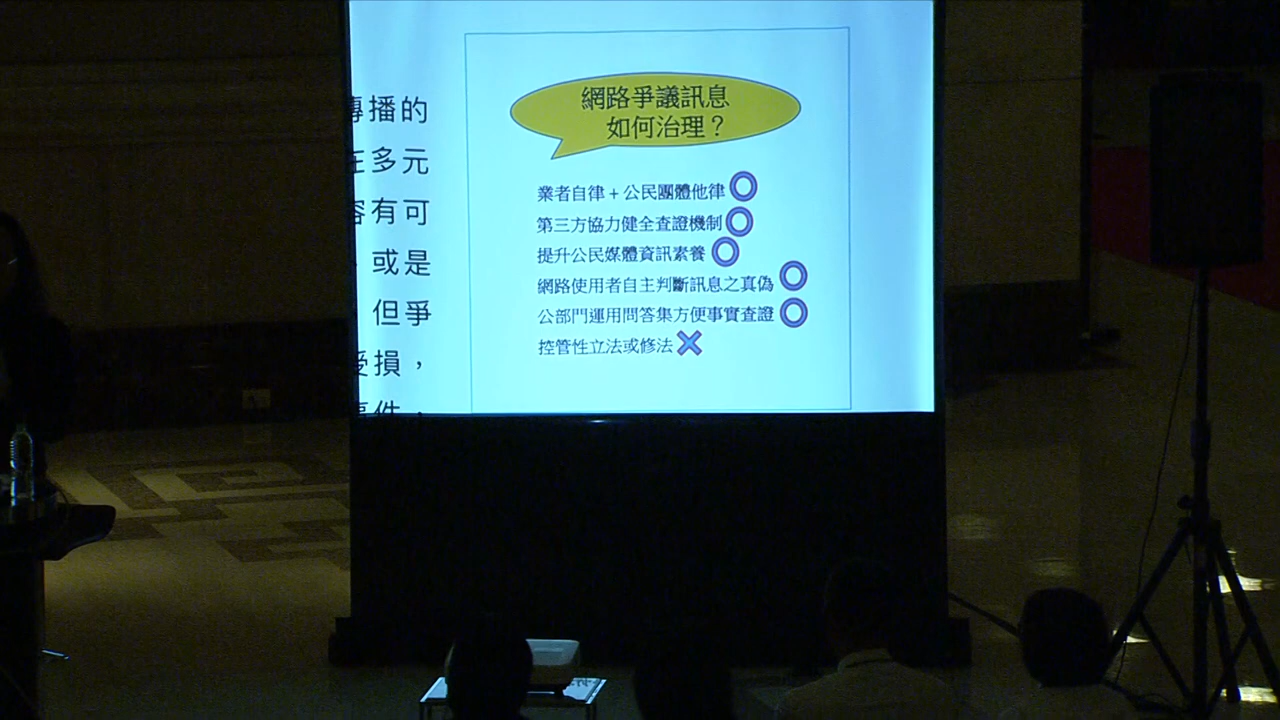 播的
多元
有可
或是
但爭
受損，
事件，
網路爭議訊息
如何治理？
業者自律 + 公民團體他律
第三方協力健全查證機制
提升公民媒體資訊素養
網路使用者自主判斷訊息之真偽
公部門運用問答集方便事實查證
控管性立法或修法